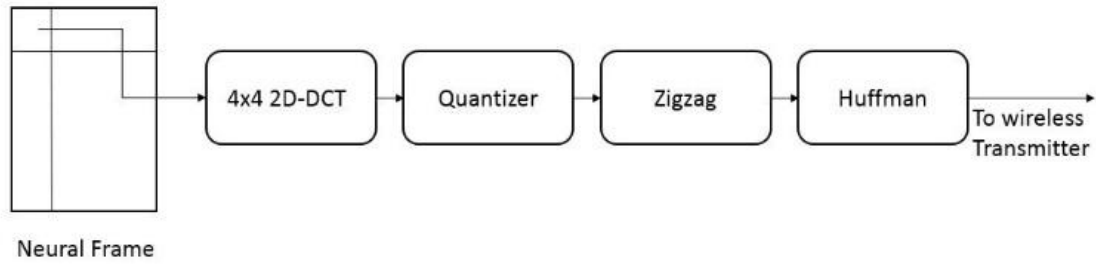 4x4 2D-DCT
Quantizer
Zigzag
Huffman
To wireless
Transmitter
Neural Frame